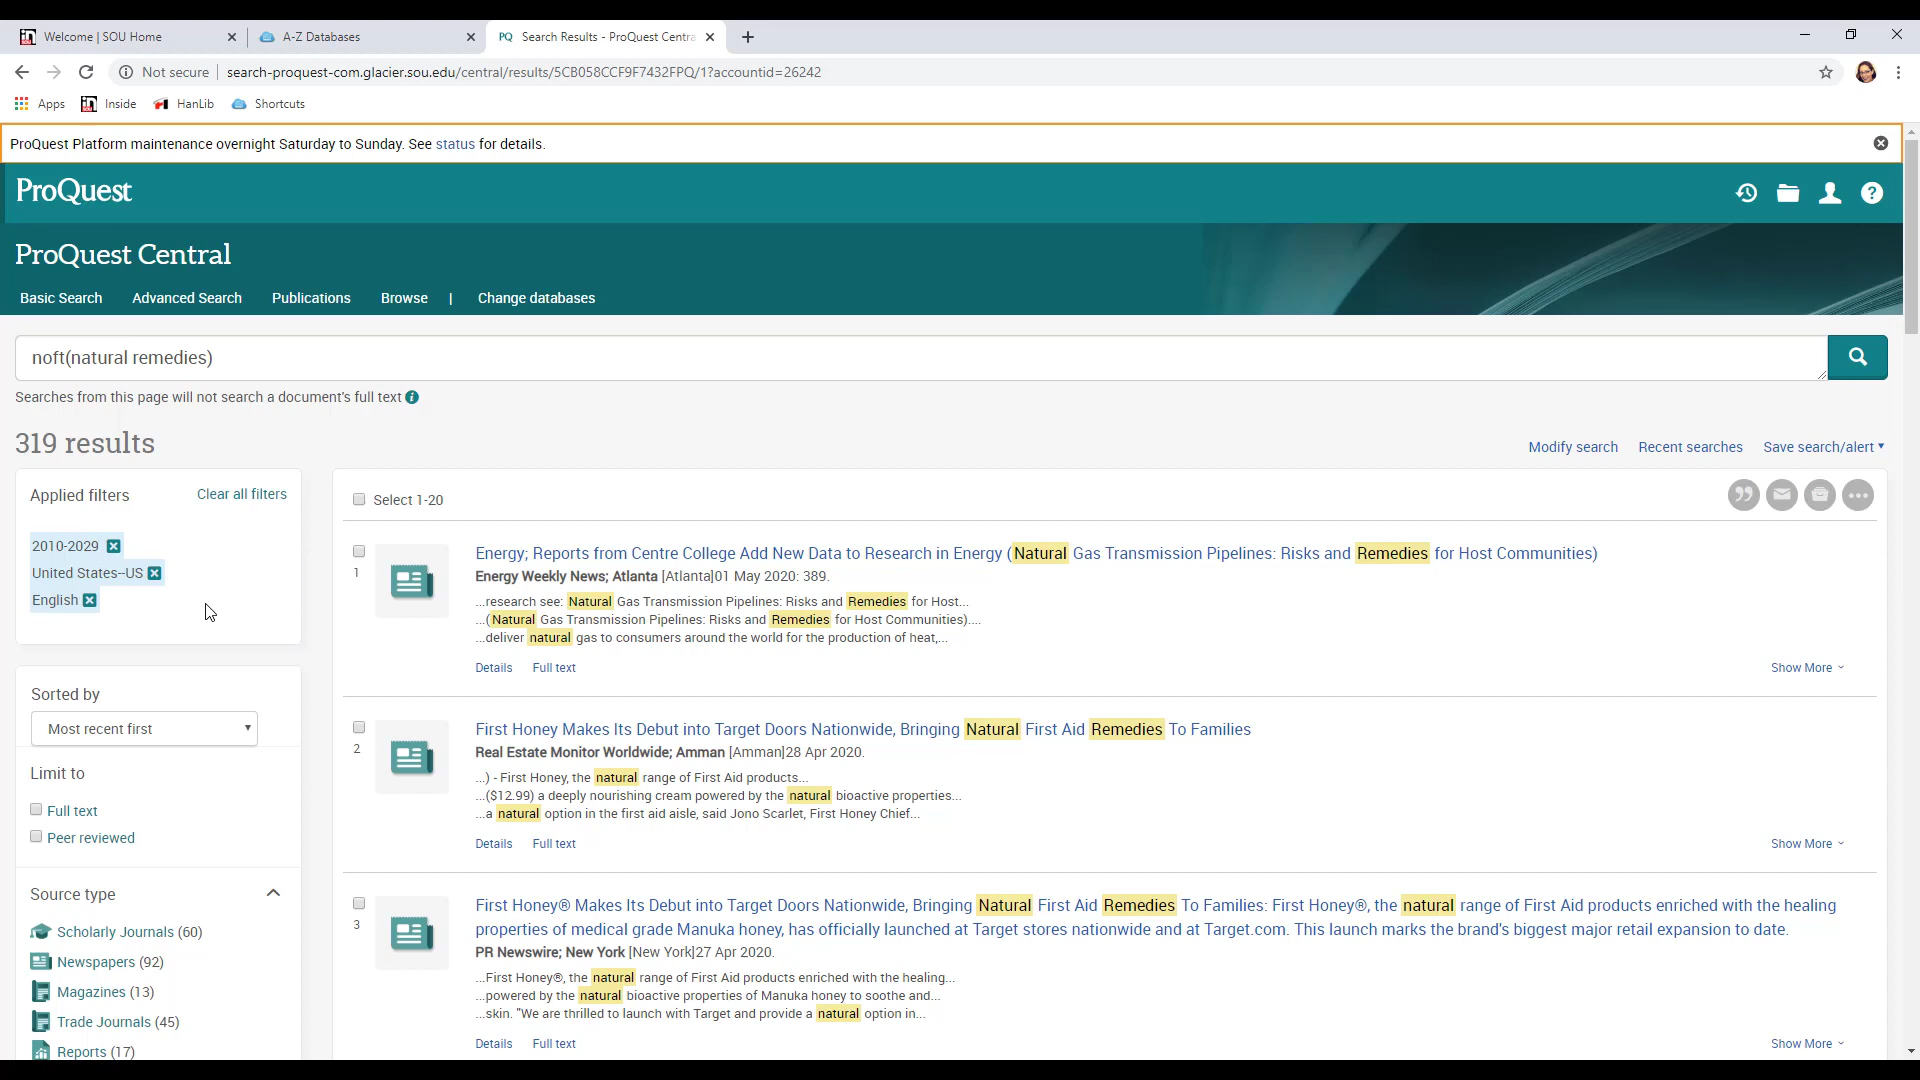 Welcome | SOU Home
A-Z Databases
PQ Search Results - ProQuest Centra
Not secure search-proquest-com.glacier.sou.edu/central/results/5CB058CCF9F7432FPQ/1?accountid=26242
Apps Inside HanLib Shortcuts
ProQuest Platform maintenance overnight Saturday to Sunday. See status for details.
ProQuest
ProQuest Central
Basic Search Advanced Search Publications Browse | Change databases
noft(natural remedies)
Searches from this page will not search a document's full text
319 results
Modify search Recent searches Save search/alert
Applied filters Clear all filters
2010-2029
United States--US
English
Sorted by
Most recent first
Limit to
Full text
Peer reviewed
Source type
Scholarly Journals (60)
Newspapers (92)
Magazines (13)
Trade Journals (45)
Reports (17)
Select 1-20
1
Energy; Reports from Centre College Add New Data to Research in Energy (Natural Gas Transmission Pipelines: Risks and Remedies for Host Communities)
Energy Weekly News; Atlanta [Atlanta]01 May 2020: 389.
...research see: Natural Gas Transmission Pipelines: Risks and Remedies for Host...
...(Natural Gas Transmission Pipelines: Risks and Remedies for Host Communities)....
...deliver natural gas to consumers around the world for the production of heat,...
Details Full text Show More
2
First Honey Makes Its Debut into Target Doors Nationwide, Bringing Natural First Aid Remedies To Families
Real Estate Monitor Worldwide; Amman [Amman]28 Apr 2020.
...) - First Honey, the natural range of First Aid products...
...($12.99) a deeply nourishing cream powered by the natural bioactive properties...
...a natural option in the first aid aisle, said Jono Scarlet, First Honey Chief...
Details Full text Show More
3
First Honey® Makes Its Debut into Target Doors Nationwide, Bringing Natural First Aid Remedies To Families: First Honey®, the natural range of First Aid products enriched with the healing
properties of medical grade Manuka honey, has officially launched at Target stores nationwide and at Target.com. This launch marks the brand's biggest major retail expansion to date.
PR Newswire; New York [New York]27 Apr 2020.
...First Honey®, the natural range of First Aid products enriched with the healing...
...powered by the natural bioactive properties of Manuka honey to soothe and...
...skin. "We are thrilled to launch with Target and provide a natural option in...
Details Full text Show More